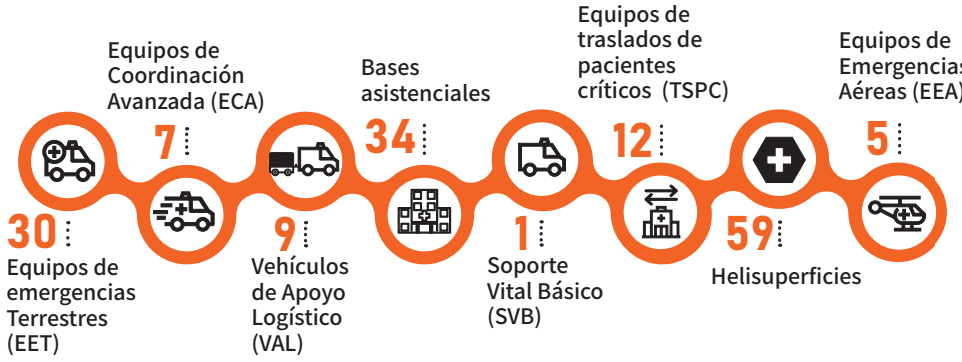 30
Equipos de
emergencias
Terrestres
(EET)
Equipos de
Coordinación
Avanzada (ECA)
7
9
Vehículos
de Apoyo
Logístico
(VAL)
Bases
asistenciales
34
1
Soporte
Vital Básico
(SVB)
Equipos de
traslados de
pacientes
críticos (TSPC)
12
59
Helisuperficies
Equipos de
Emergencias
Aéreas (EEA)
5